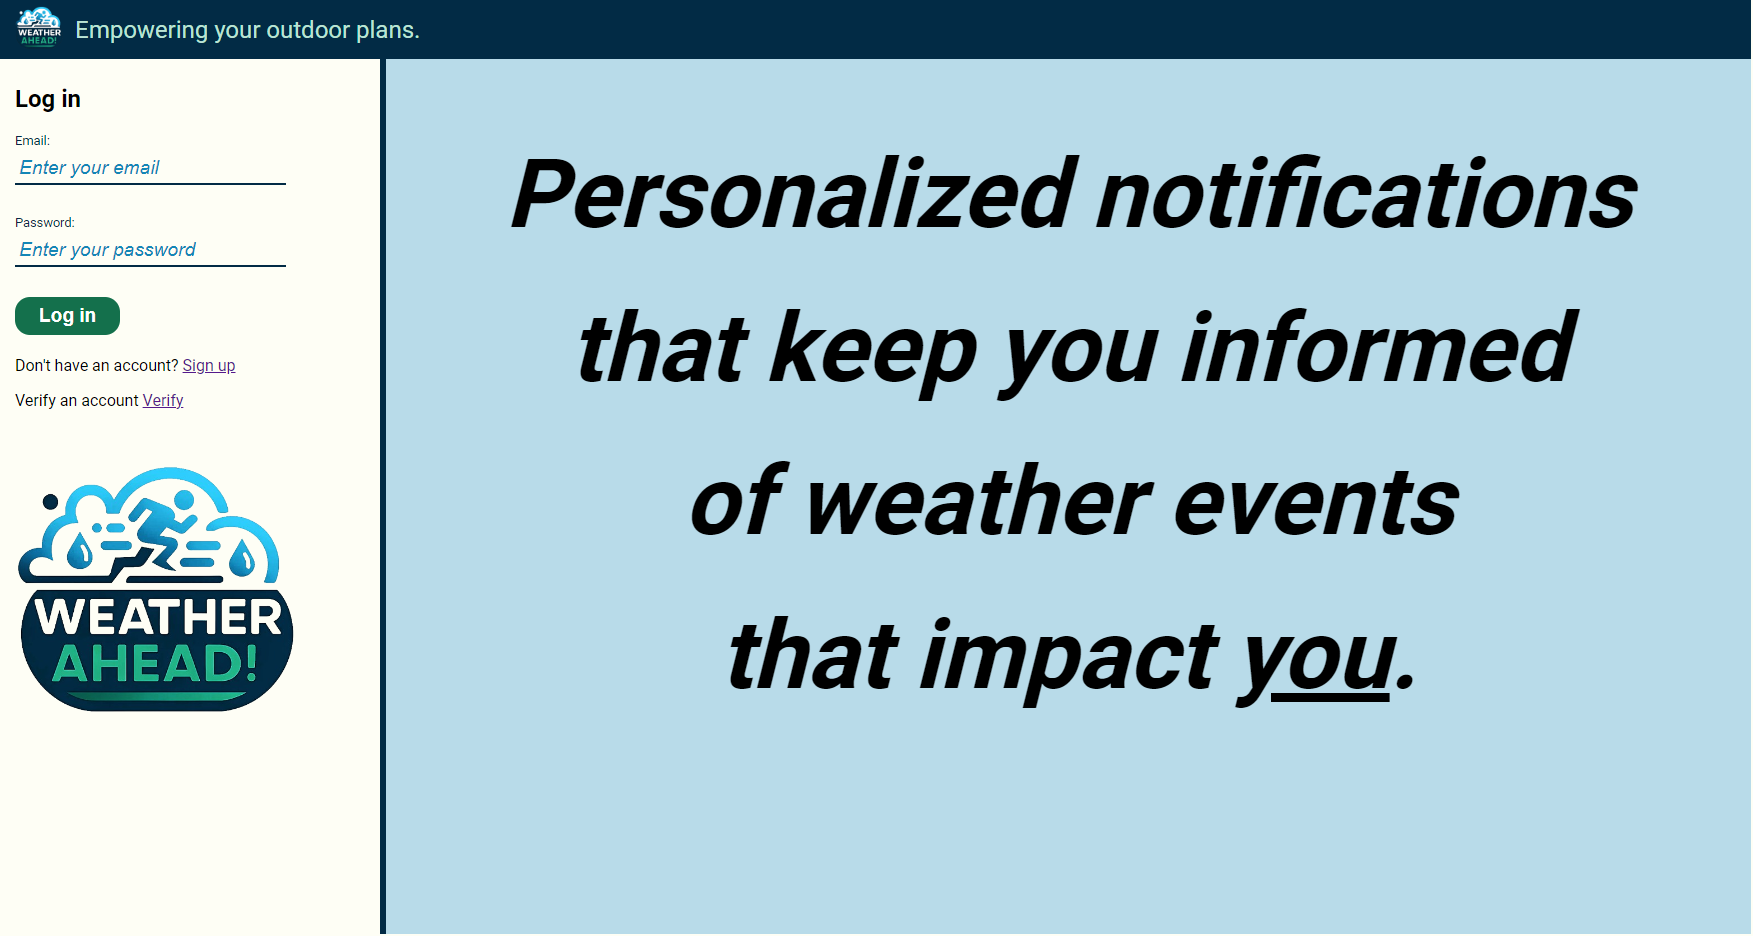 WEATHER
AHEAD!
Empowering your outdoor plans.
Log in
Email:
Enter your email
Password:
Enter your password
Log in
Don't have an account? Sign up
Verify an account Verify
WEATHER
AHEAD!
Personalized notifications
that keep you informed
of weather events
that impact you.